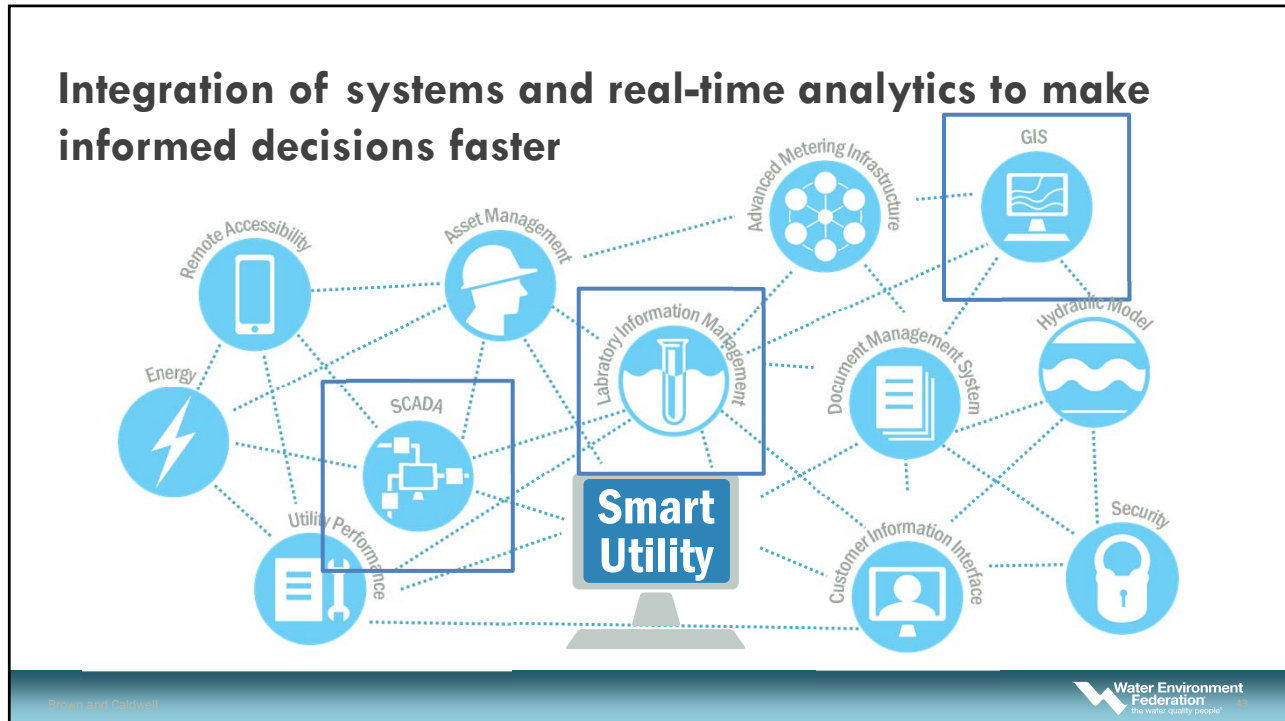 Integration of systems and real-time analytics to make
informed decisions faster
GIS
Advanced Metering Infrastructure
Asset Management
Remote Accessibility
Labratory Information Management
Hydraulic Model
Document Management System
Energy
SCADA
Smart
Utility
Security
Utility Performance
Customer Information Interface
Brown and Caldwell
Water Environment
Federation
the water quality people®
43